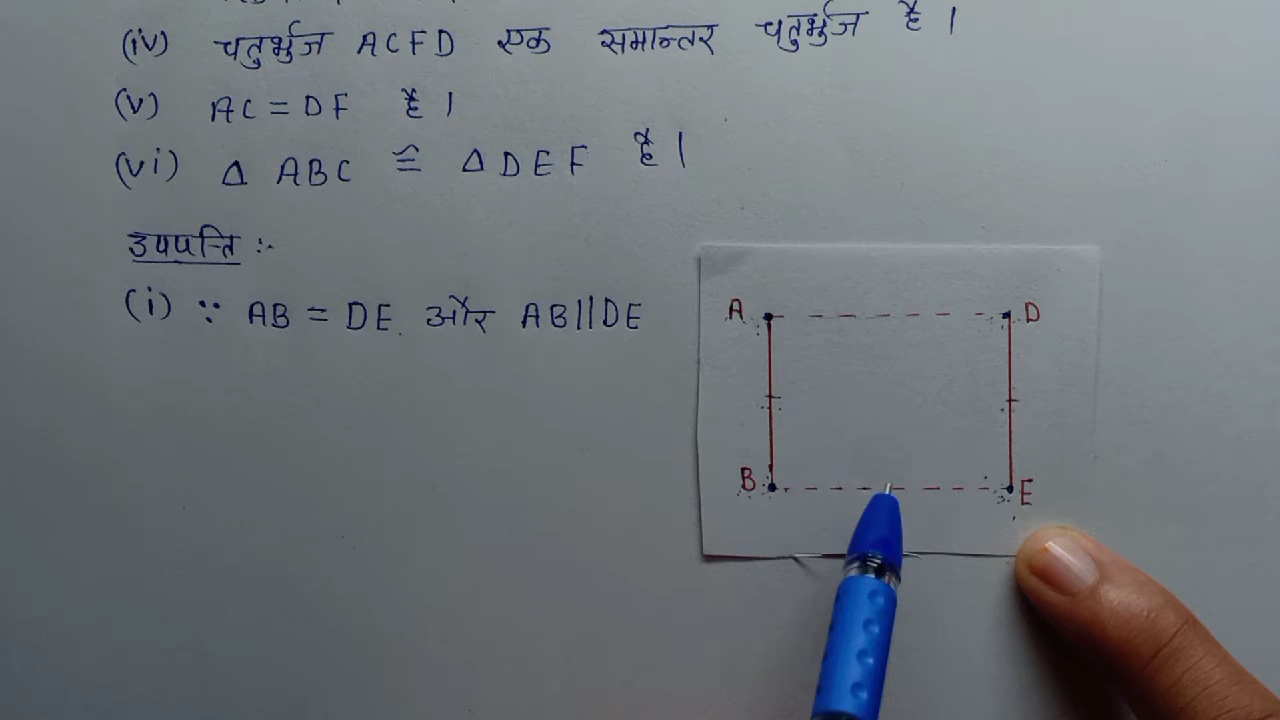 (iv) चतुर्भुज ACFD एक समान्तर चतुर्भुज है।
(v) AC = DF है।
(vi) Δ ABC ≅ Δ DEF है।
उपपत्ति :-
(i) ∵ AB = DE. और AB||DE
A D
B E